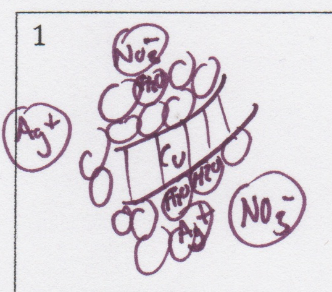 1
NO3-
H2O
Ag+
Cu
H2O H2O
Ag+ NO3-